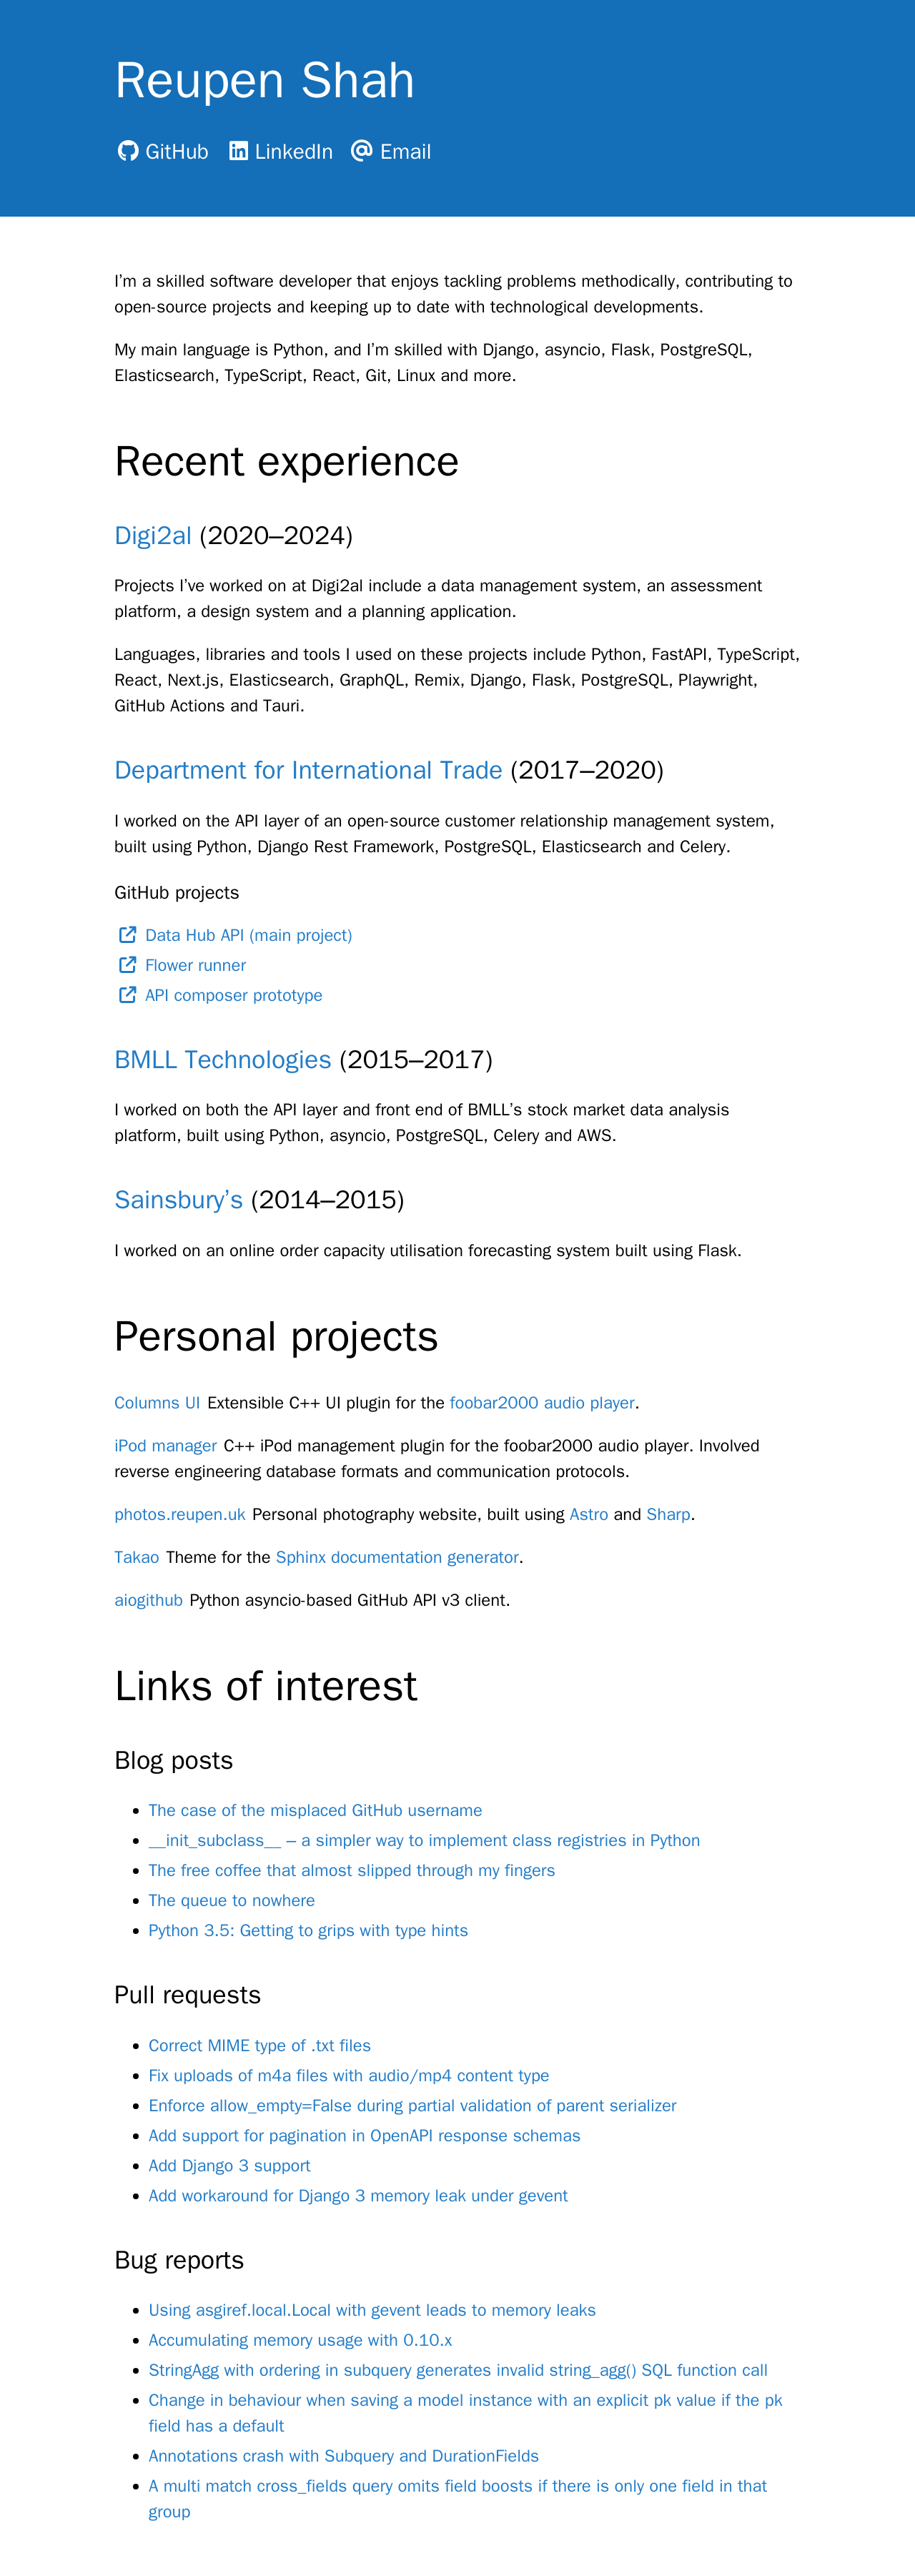 Reupen Shah
GitHub LinkedIn Email
I’m a skilled software developer that enjoys tackling problems methodically, contributing to
open-source projects and keeping up to date with technological developments.
My main language is Python, and I’m skilled with Django, asyncio, Flask, PostgreSQL,
Elasticsearch, TypeScript, React, Git, Linux and more.
Recent experience
Digi2al (2020–2024)
Projects I’ve worked on at Digi2al include a data management system, an assessment
platform, a design system and a planning application.
Languages, libraries and tools I used on these projects include Python, FastAPI, TypeScript,
React, Next.js, Elasticsearch, GraphQL, Remix, Django, Flask, PostgreSQL, Playwright,
GitHub Actions and Tauri.
Department for International Trade (2017–2020)
I worked on the API layer of an open-source customer relationship management system,
built using Python, Django Rest Framework, PostgreSQL, Elasticsearch and Celery.
GitHub projects
Data Hub API (main project)
Flower runner
API composer prototype
BMLL Technologies (2015–2017)
I worked on both the API layer and front end of BMLL’s stock market data analysis
platform, built using Python, asyncio, PostgreSQL, Celery and AWS.
Sainsbury’s (2014–2015)
I worked on an online order capacity utilisation forecasting system built using Flask.
Personal projects
Columns UI Extensible C++ UI plugin for the foobar2000 audio player.
iPod manager C++ iPod management plugin for the foobar2000 audio player. Involved
reverse engineering database formats and communication protocols.
photos.reupen.uk Personal photography website, built using Astro and Sharp.
Takao Theme for the Sphinx documentation generator.
aiogithub Python asyncio-based GitHub API v3 client.
Links of interest
Blog posts
• The case of the misplaced GitHub username
• __init_subclass__ – a simpler way to implement class registries in Python
• The free coffee that almost slipped through my fingers
• The queue to nowhere
• Python 3.5: Getting to grips with type hints
Pull requests
• Correct MIME type of .txt files
• Fix uploads of m4a files with audio/mp4 content type
• Enforce allow_empty=False during partial validation of parent serializer
• Add support for pagination in OpenAPI response schemas
• Add Django 3 support
• Add workaround for Django 3 memory leak under gevent
Bug reports
• Using asgiref.local.Local with gevent leads to memory leaks
• Accumulating memory usage with 0.10.x
• StringAgg with ordering in subquery generates invalid string_agg() SQL function call
• Change in behaviour when saving a model instance with an explicit pk value if the pk
field has a default
• Annotations crash with Subquery and DurationFields
• A multi match cross_fields query omits field boosts if there is only one field in that
group